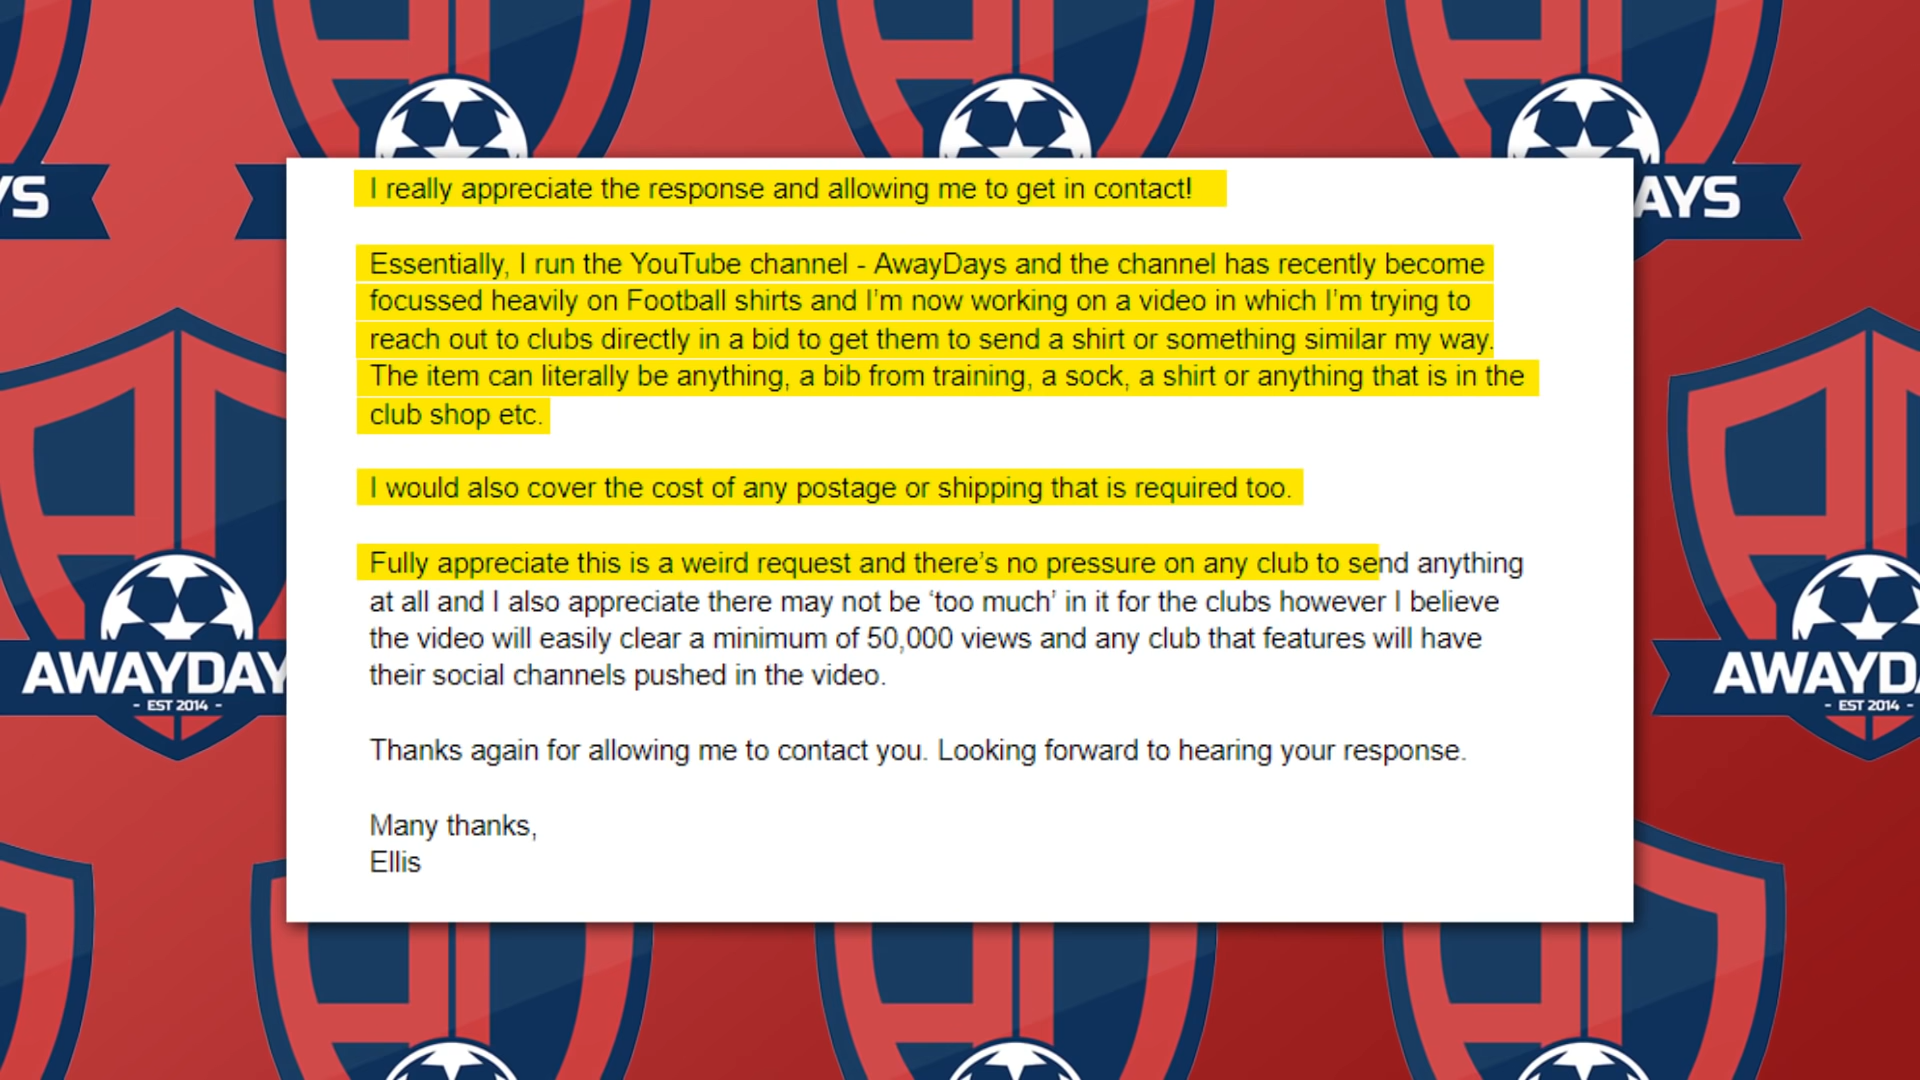 I really appreciate the response and allowing me to get in contact!
Essentially, I run the YouTube channel - AwayDays and the channel has recently become
focussed heavily on Football shirts and I'm now working on a video in which I'm trying to
reach out to clubs directly in a bid to get them to send a shirt or something similar my way.
The item can literally be anything, a bib from training, a sock, a shirt or anything that is in the
club shop etc.
I would also cover the cost of any postage or shipping that is required too.
Fully appreciate this is a weird request and there's no pressure on any club to send anything
at all and I also appreciate there may not be ‘too much’ in it for the clubs however I believe
the video will easily clear a minimum of 50,000 views and any club that features will have
their social channels pushed in the video.
Thanks again for allowing me to contact you. Looking forward to hearing your response.
Many thanks,
Ellis
YS
AYS
AWAYDAY
- EST 2014 -
AWAYD
- EST 2014 -